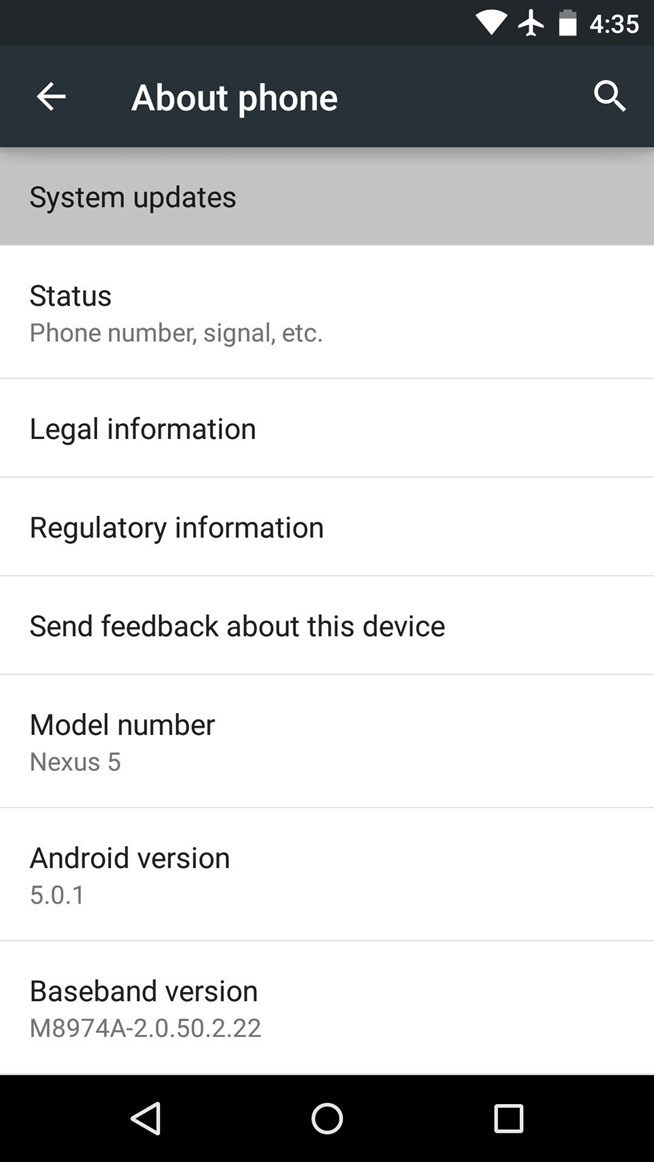 4:35
About phone
System updates
Status
Phone number, signal, etc.
Legal information
Regulatory information
Send feedback about this device
Model number
Nexus 5
Android version
5.0.1
Baseband version
M8974A-2.0.50.2.22